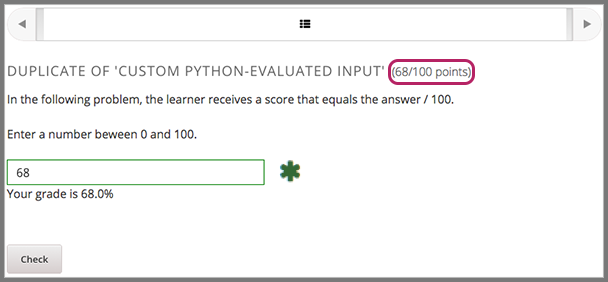 DUPLICATE OF 'CUSTOM PYTHON-EVALUATED INPUT' (68/100 points)
In the following problem, the learner receives a score that equals the answer / 100.
Enter a number beween 0 and 100.
68
Your grade is 68.0%
Check